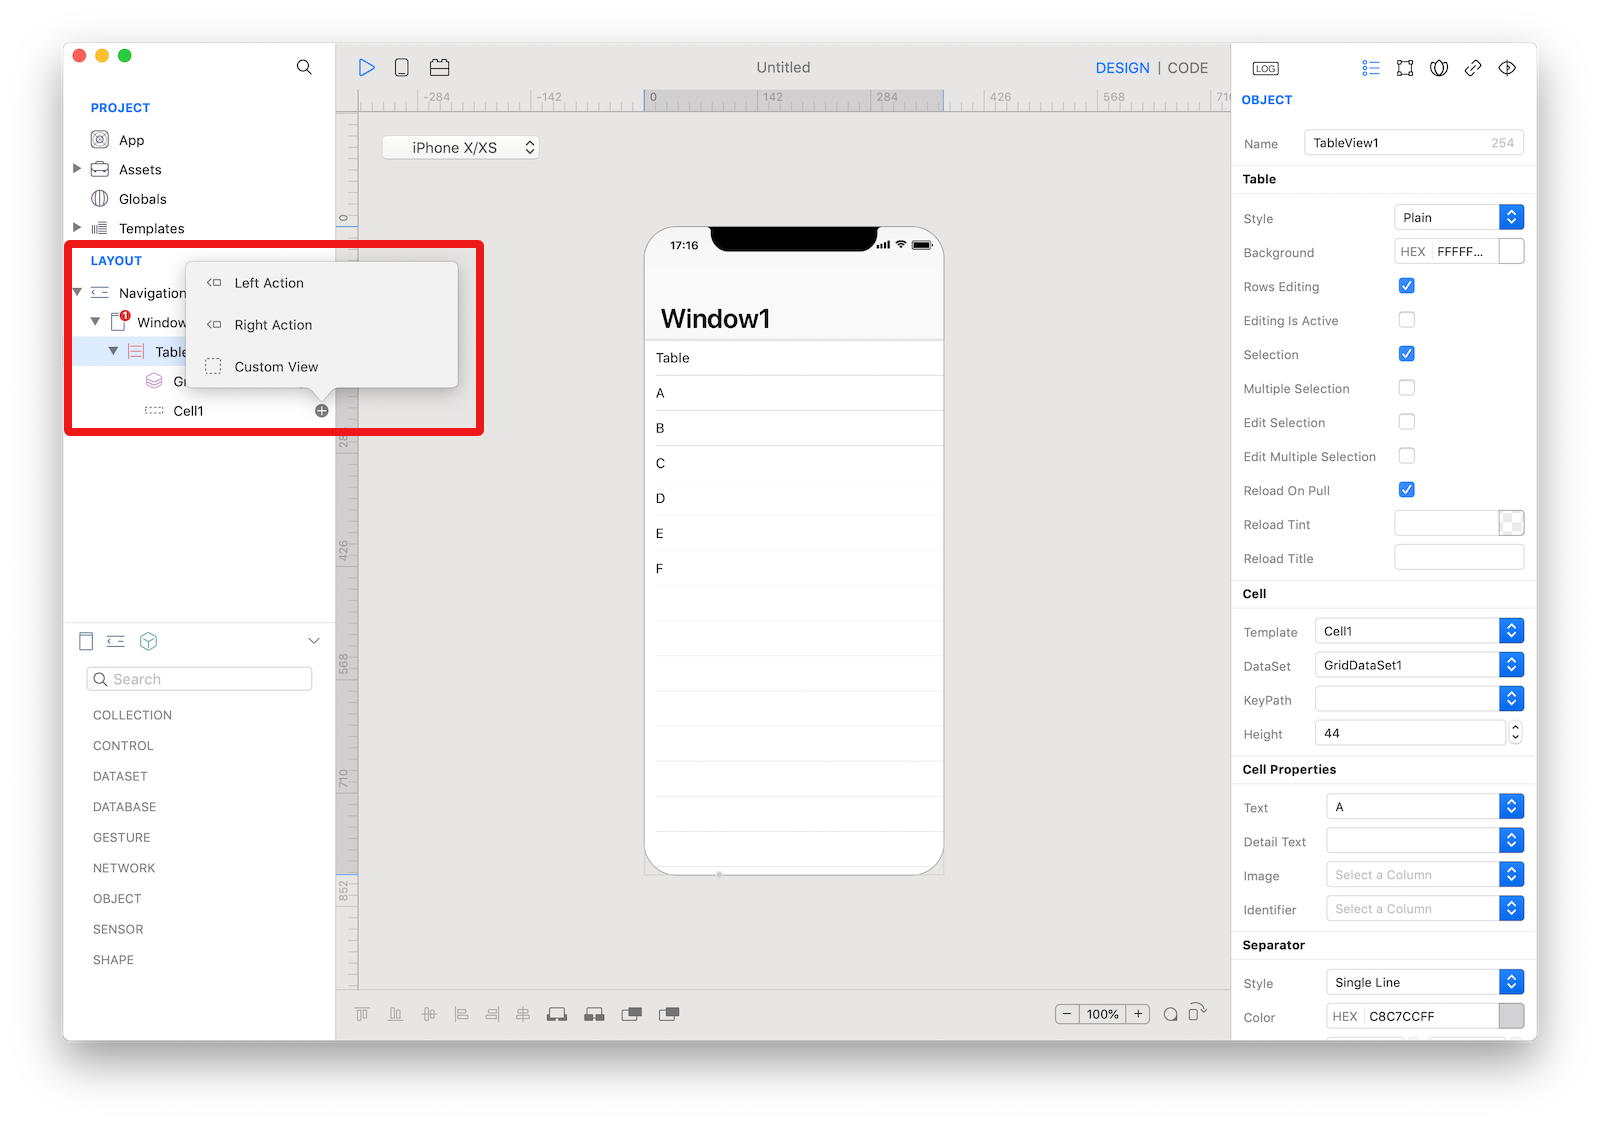 PROJECT
App
Assets
Globals
Templates
LAYOUT
Navigation
Window
1
Table
Gr
Cell1
Left Action
Right Action
Custom View
Search
COLLECTION
CONTROL
DATASET
DATABASE
GESTURE
NETWORK
OBJECT
SENSOR
SHAPE
Untitled
DESIGN | CODE
-284 -142 0 142 284 426 568 710
0
426
568
710
852
iPhone X/XS
17:16
Window1
Table
A
B
C
D
E
F
100%
LOG
OBJECT
Name TableView1 254
Table
Style Plain
Background HEX FFFFF...
Rows Editing
Editing Is Active
Selection
Multiple Selection
Edit Selection
Edit Multiple Selection
Reload On Pull
Reload Tint
Reload Title
Cell
Template Cell1
DataSet GridDataSet1
KeyPath
Height 44
Cell Properties
Text A
Detail Text
Image Select a Column
Identifier Select a Column
Separator
Style Single Line
Color HEX C8C7CCFF